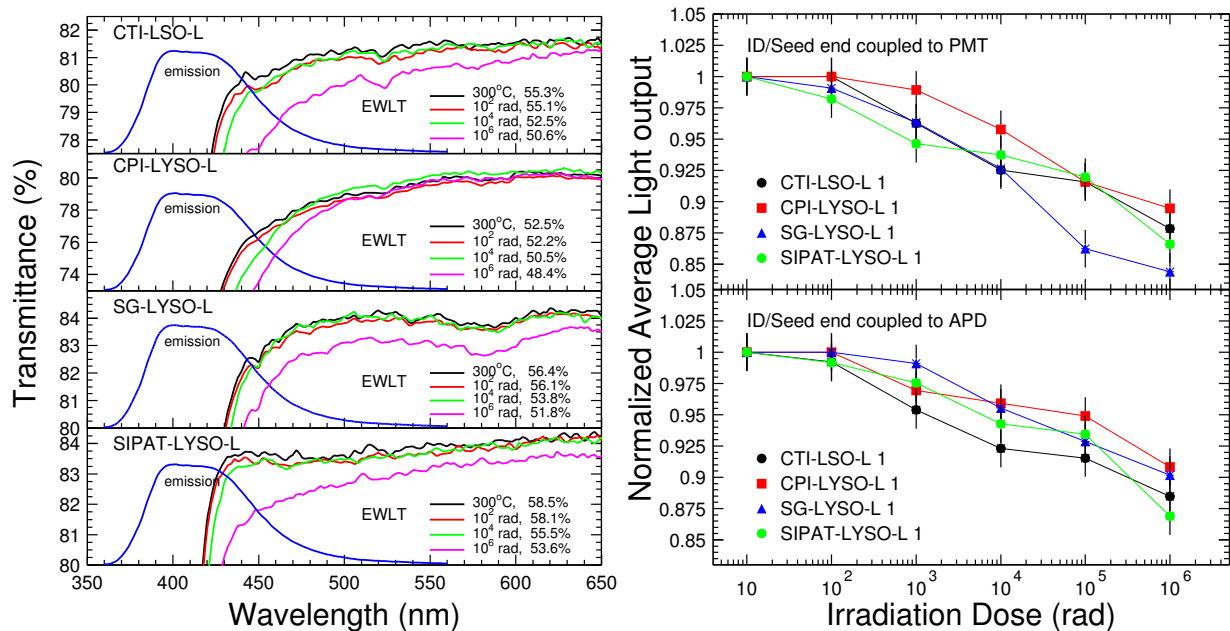 CTI-LSO-L
emission
EWLT
300°C, 55.3%
10² rad, 55.1%
10⁴ rad, 52.5%
10⁶ rad, 50.6%
82
81
80
79
78
CPI-LYSO-L
emission
EWLT
300°C, 52.5%
10² rad, 52.2%
10⁴ rad, 50.5%
10⁶ rad, 48.4%
80
78
76
74
SG-LYSO-L
emission
EWLT
300°C, 56.4%
10² rad, 56.1%
10⁴ rad, 53.8%
10⁶ rad, 51.8%
84
83
82
81
80
SIPAT-LYSO-L
emission
EWLT
300°C, 58.5%
10² rad, 58.1%
10⁴ rad, 55.5%
10⁶ rad, 53.6%
84
83
82
81
80
350 400 450 500 550 600 650
Wavelength (nm)
Transmittance (%)
1.05
1.025
1
0.975
0.95
0.925
0.9
0.875
0.85
ID/Seed end coupled to PMT
CTI-LSO-L 1
CPI-LYSO-L 1
SG-LYSO-L 1
SIPAT-LYSO-L 1
1.05
1.025
1
0.975
0.95
0.925
0.9
0.875
0.85
ID/Seed end coupled to APD
CTI-LSO-L 1
CPI-LYSO-L 1
SG-LYSO-L 1
SIPAT-LYSO-L 1
10 10² 10³ 10⁴ 10⁵ 10⁶
Irradiation Dose (rad)
Normalized Average Light output